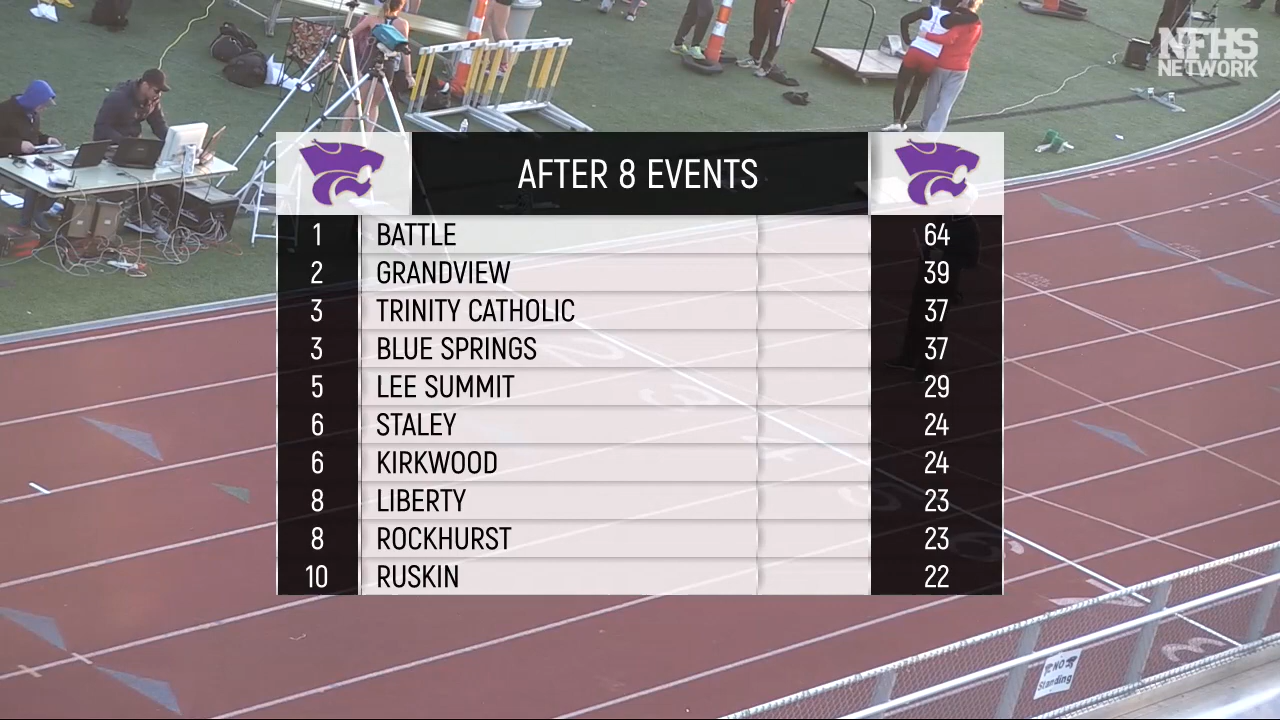 NFHS
NETWORK
AFTER 8 EVENTS
1 BATTLE 64
2 GRANDVIEW 39
3 TRINITY CATHOLIC 37
3 BLUE SPRINGS 37
5 LEE SUMMIT 29
6 STALEY 24
6 KIRKWOOD 24
8 LIBERTY 23
8 ROCKHURST 23
10 RUSKIN 22
NO
Standing